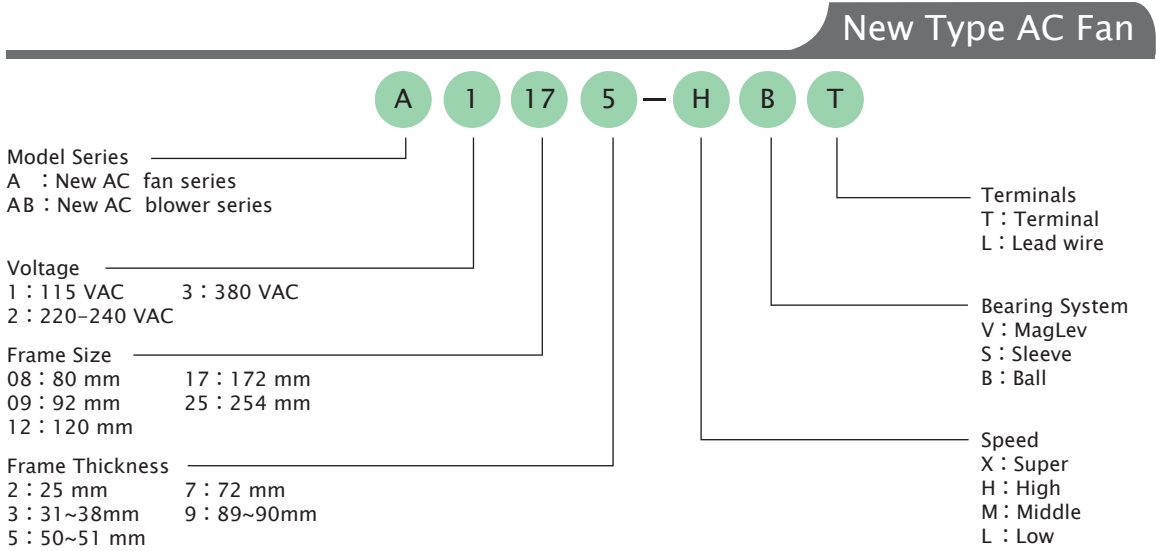 New Type AC Fan
A 1 17 5 — H B T
Model Series
A ：New AC fan series
AB：New AC blower series
Voltage
1：115 VAC 3：380 VAC
2：220-240 VAC
Frame Size
08：80 mm 17：172 mm
09：92 mm 25：254 mm
12：120 mm
Frame Thickness
2：25 mm 7：72 mm
3：31~38mm 9：89~90mm
5：50~51 mm
Terminals
T：Terminal
L：Lead wire
Bearing System
V：MagLev
S：Sleeve
B：Ball
Speed
X：Super
H：High
M：Middle
L：Low